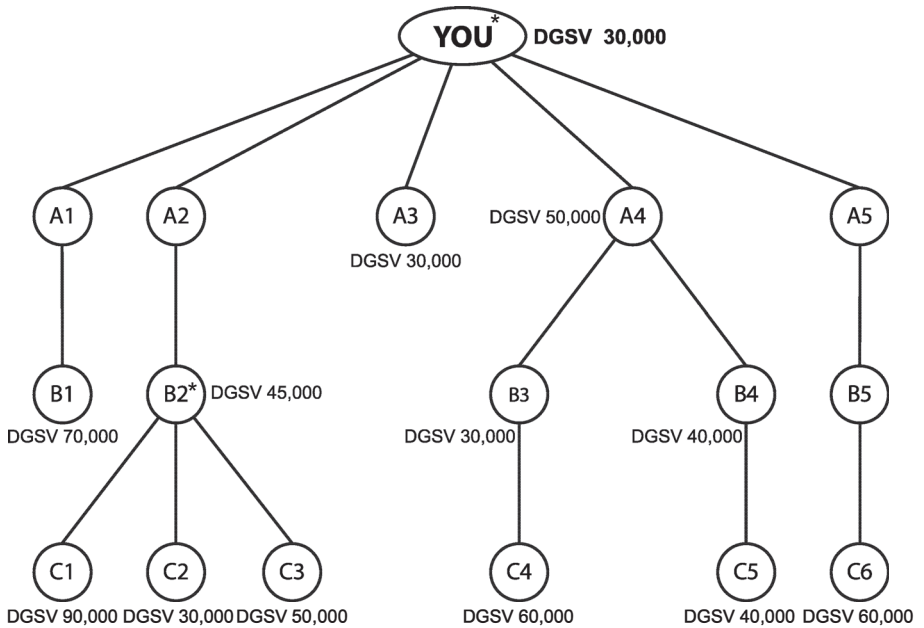 YOU* DGSV 30,000
A1 A2 A3 DGSV 50,000 A4 A5
DGSV 30,000
B1 B2* DGSV 45,000 B3 B4 B5
DGSV 70,000 DGSV 30,000 DGSV 40,000
C1 C2 C3 C4 C5 C6
DGSV 90,000 DGSV 30,000 DGSV 50,000 DGSV 60,000 DGSV 40,000 DGSV 60,000